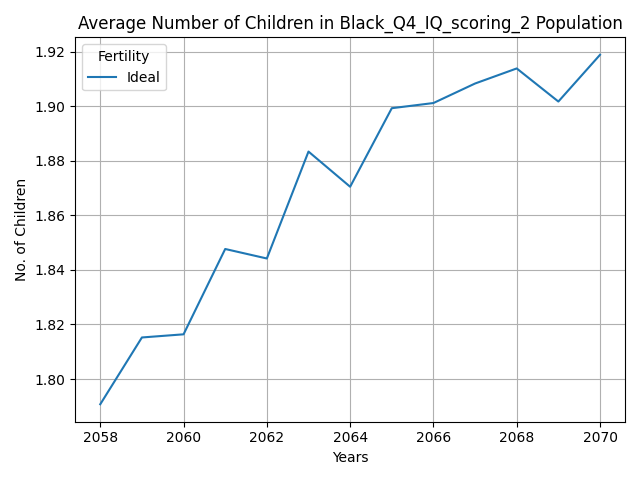 Average Number of Children in Black_Q4_IQ_scoring_2 Population
Fertility
Ideal
No. of Children
1.92
1.90
1.88
1.86
1.84
1.82
1.80
2058 2060 2062 2064 2066 2068 2070
Years